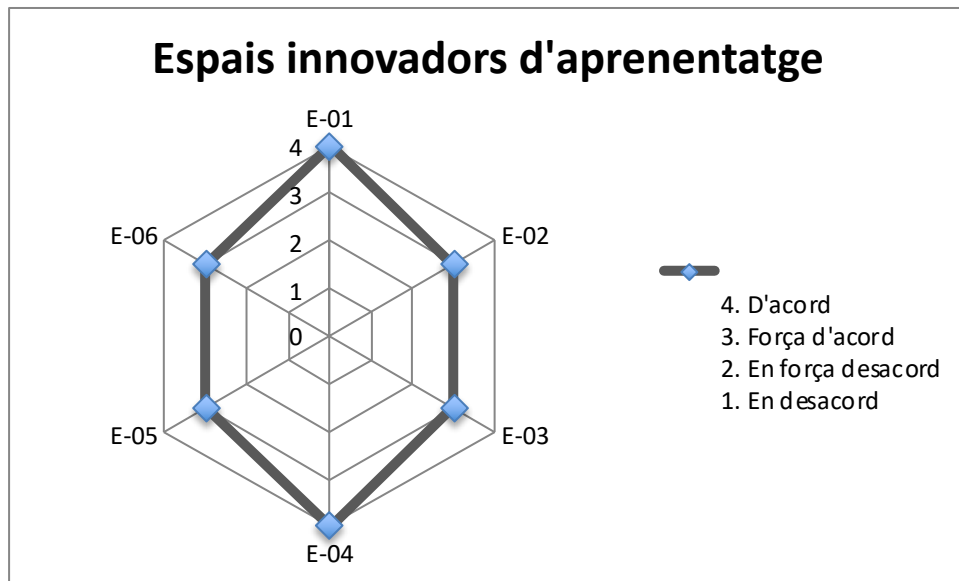 Espais innovadors d'aprenentatge
E-01
4
3
E-06
E-02
2
1
0
4. D'acord
3. Força d'acord
2. En força desacord
1. En desacord
E-05
E-03
E-04